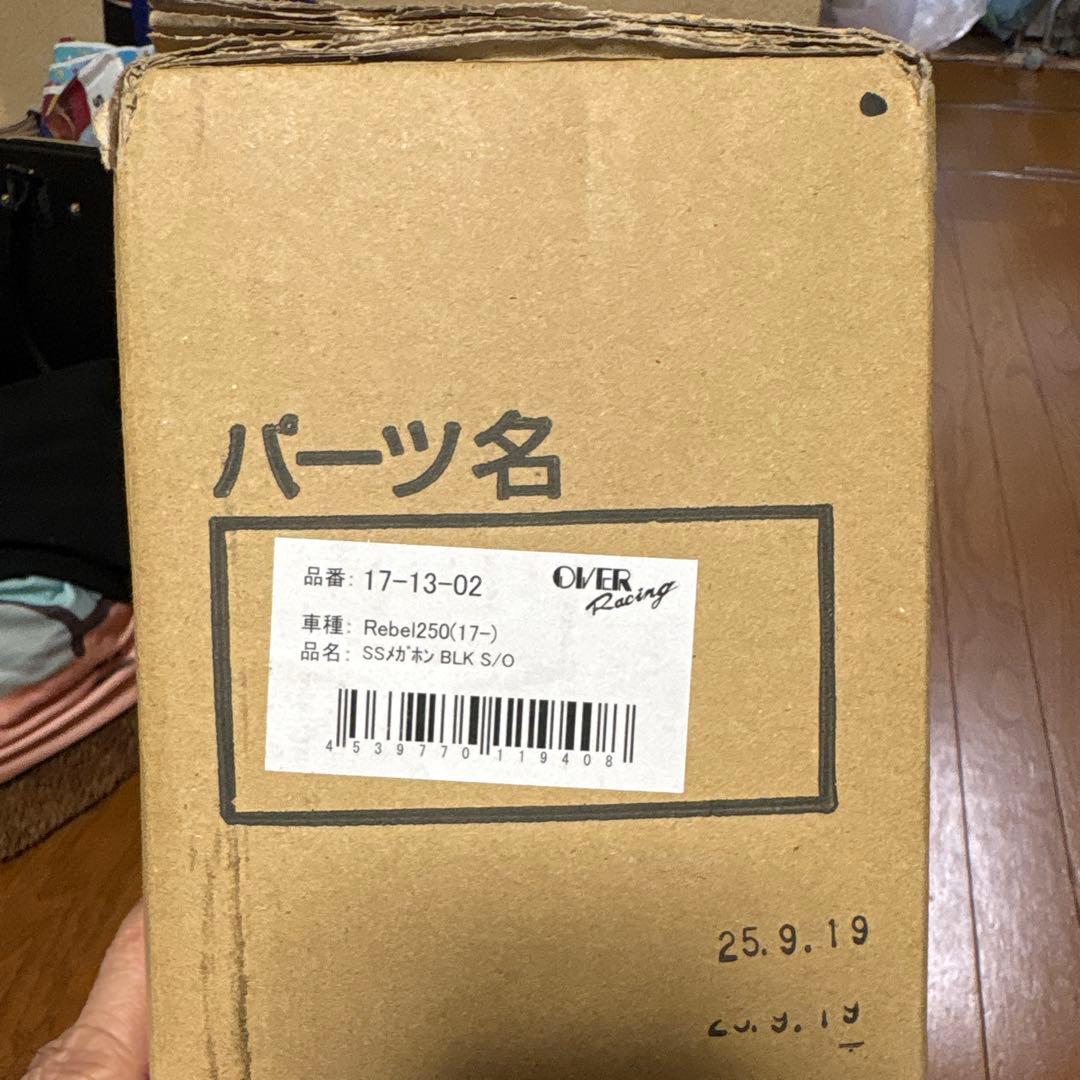 パーツ名
品番: 17-13-02
OVER
Racing
車種: Rebel250(17-)
品名: SSﾒｶﾞﾎﾝ BLK S/O
4539770119408
25.9.19